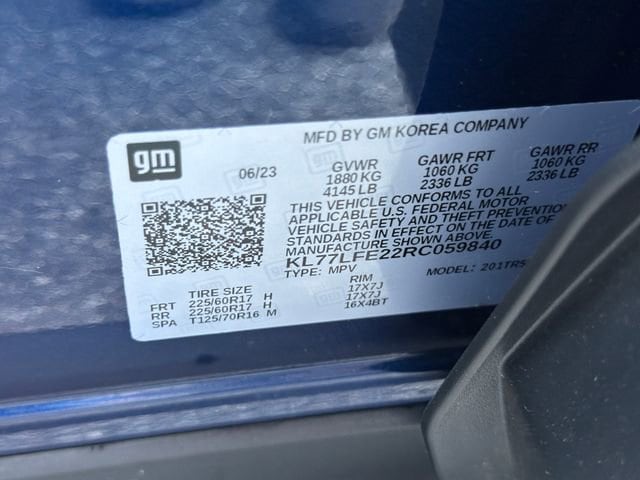 MFD BY GM KOREA COMPANY
gm
06/23
GVWR GAWR FRT GAWR RR
1880 KG 1060 KG 1060 KG
4145 LB 2336 LB 2336 LB
THIS VEHICLE CONFORMS TO ALL
APPLICABLE U.S. FEDERAL MOTOR
VEHICLE SAFETY AND THEFT PREVENTION
STANDARDS IN EFFECT ON THE DATE OF
MANUFACTURE SHOWN ABOVE.
KL77LFE22RC059840
TYPE: MPV MODEL: 201TR5
TIRE SIZE RIM
FRT 225/60R17 H 17X7J
RR 225/60R17 H 17X7J
SPA T125/70R16 M 16X4BT